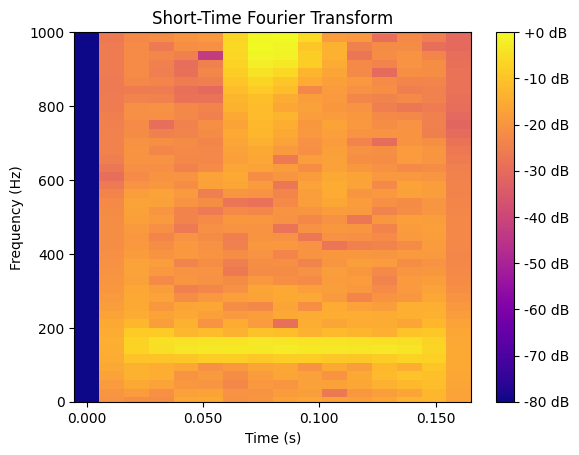 Short-Time Fourier Transform
1000
800
600
400
200
0
Frequency (Hz)
0.000
0.050
0.100
0.150
Time (s)
+0 dB
-10 dB
-20 dB
-30 dB
-40 dB
-50 dB
-60 dB
-70 dB
-80 dB